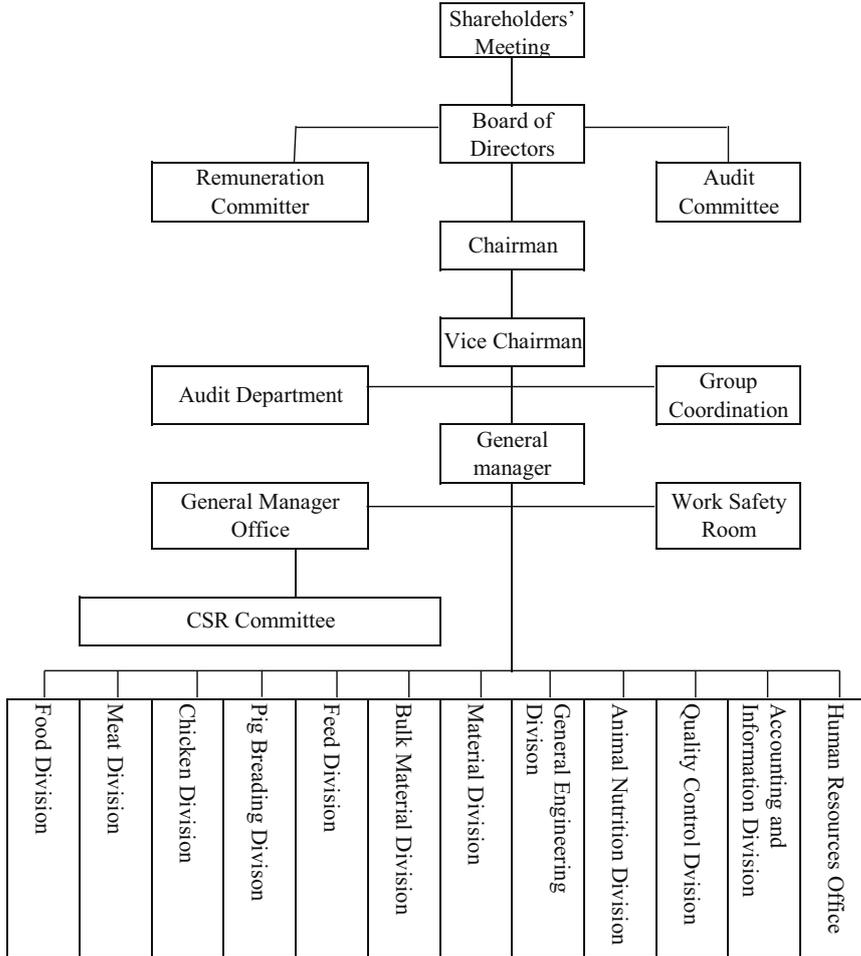 Shareholders’
Meeting
Board of
Directors
Remuneration
Committer
Audit
Committee
Chairman
Vice Chairman
Audit Department
Group
Coordination
General
manager
General Manager
Office
Work Safety
Room
CSR Committee
Food Division
Meat Division
Chicken Division
Pig Breading Divison
Feed Division
Bulk Material Division
Material Division
General Engineering
Divison
Animal Nutrition Division
Quality Control Dvision
Accounting and
Information Division
Human Resources Office